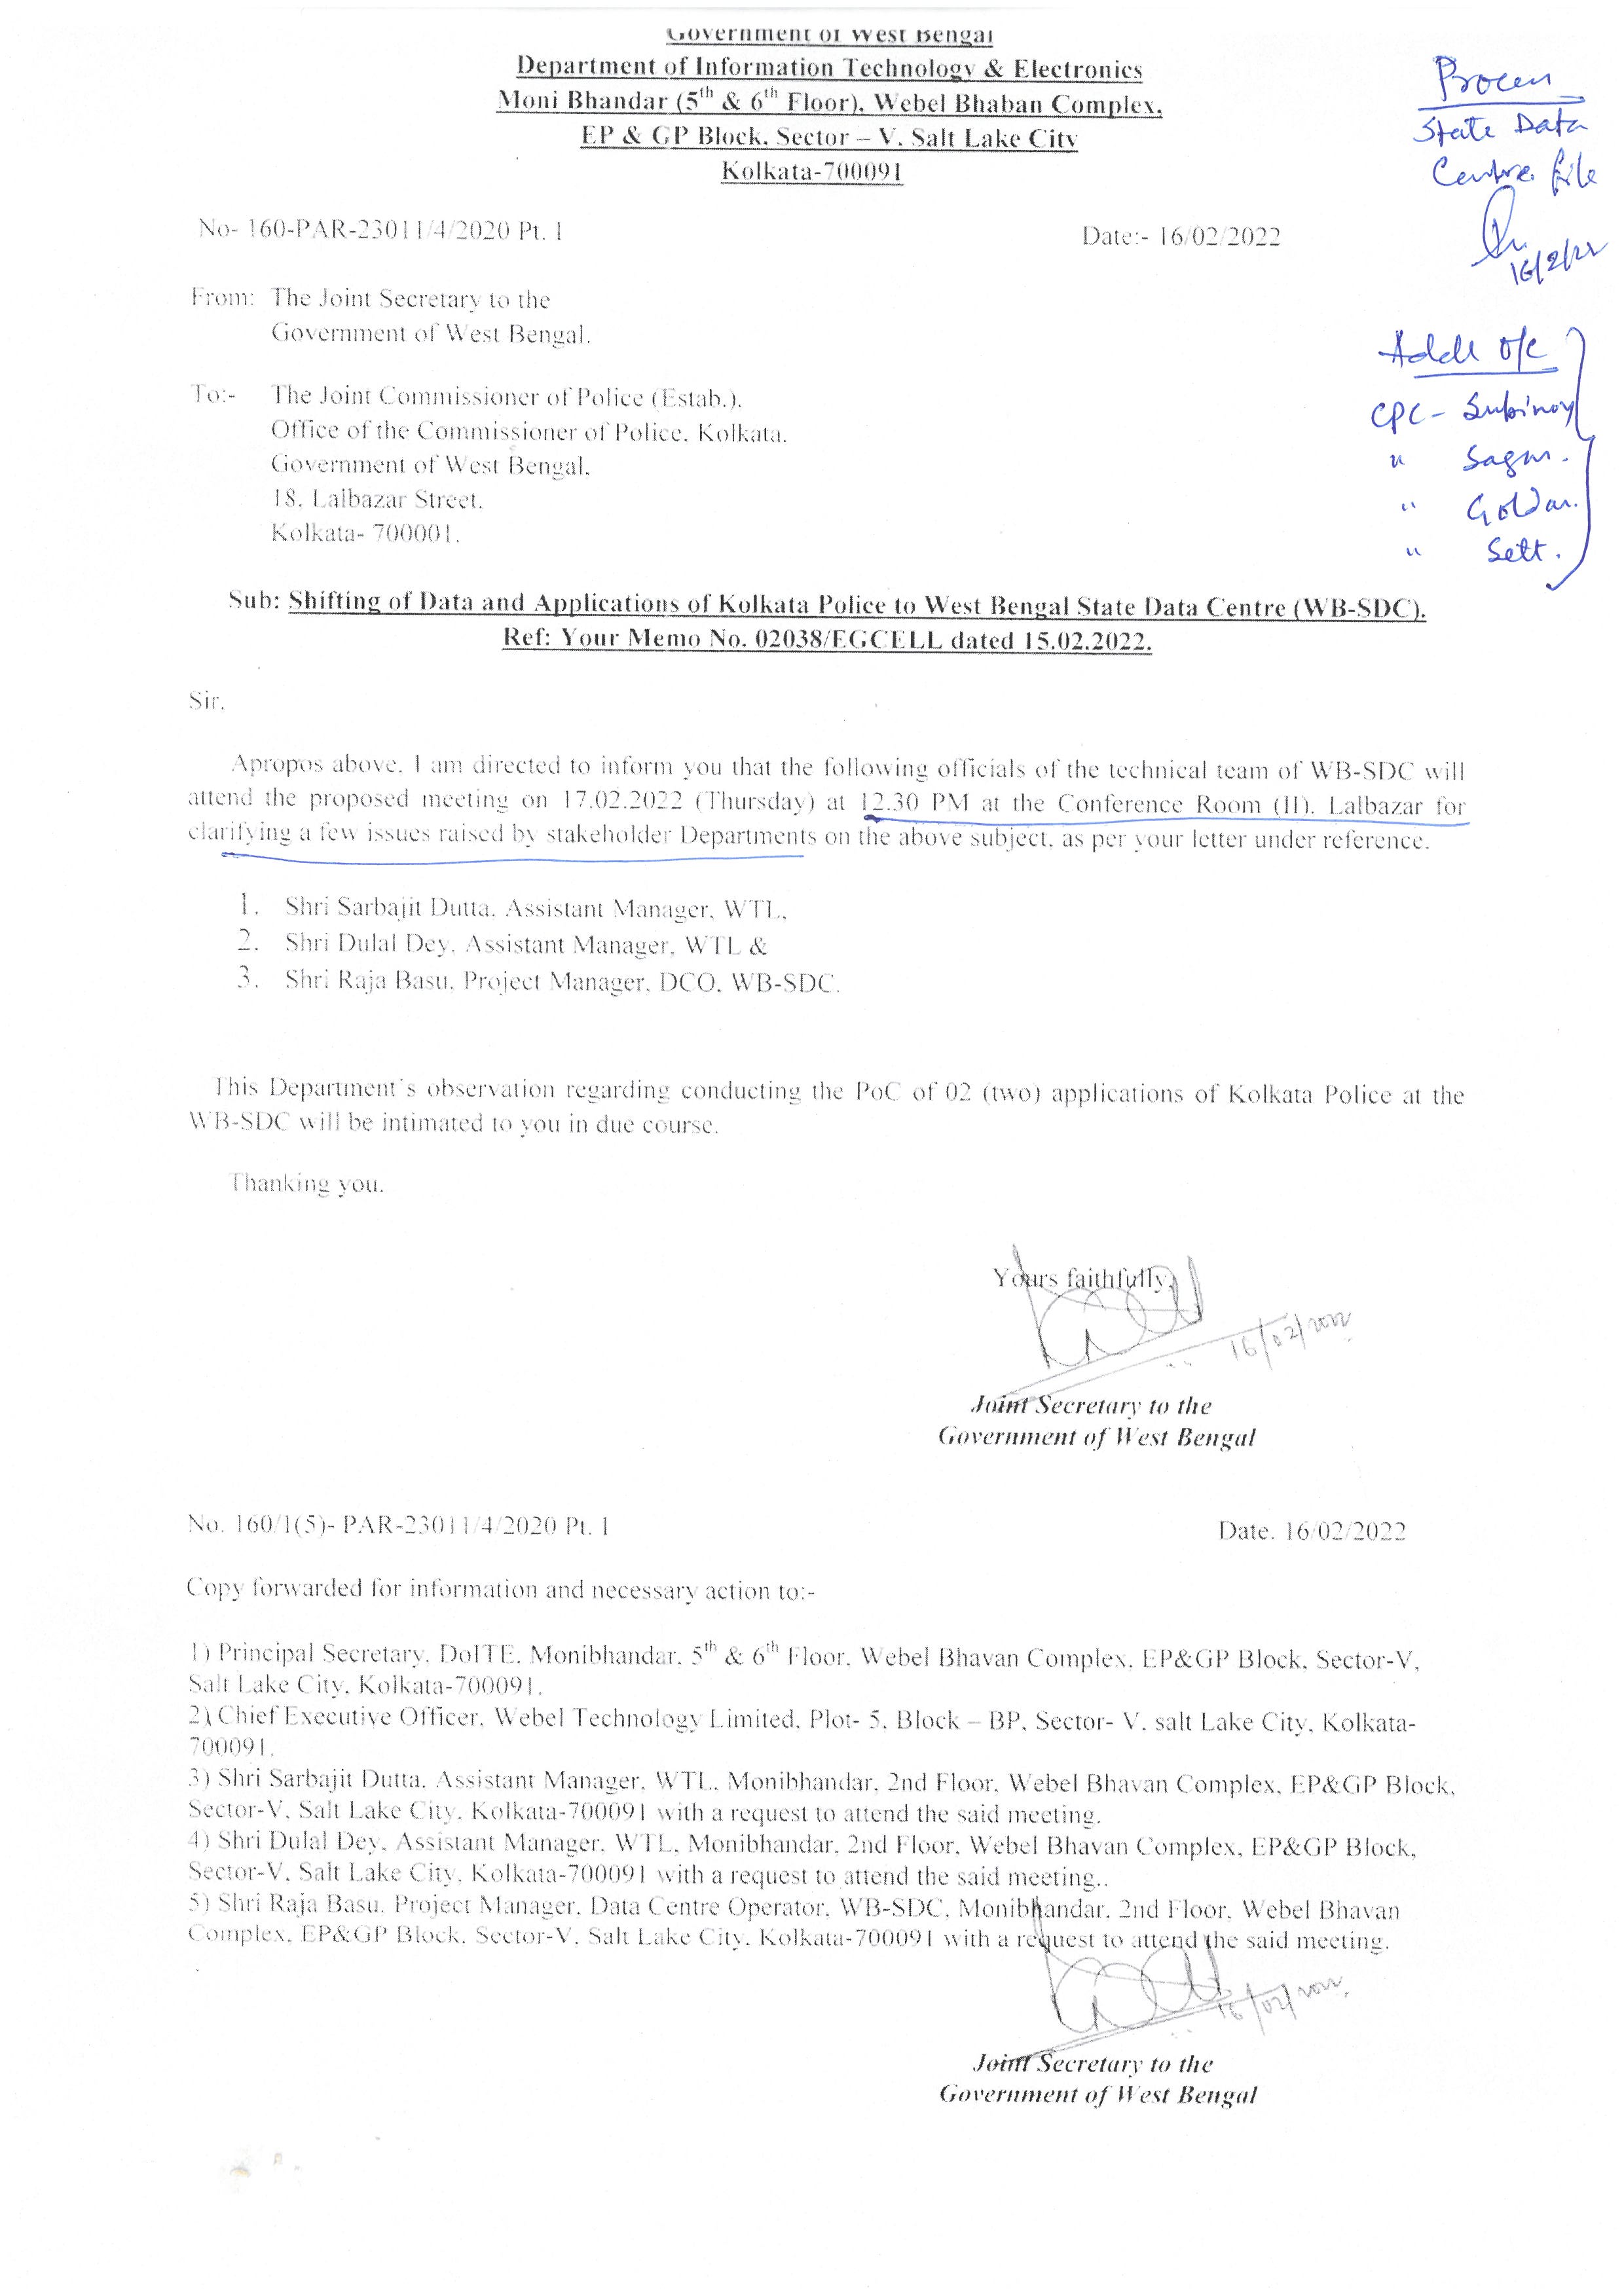 Government of West Bengal
Department of Information Technology & Electronics
Moni Bhandar (5th & 6th Floor), Webel Bhaban Complex,
EP & GP Block, Sector – V, Salt Lake City
Kolkata-700091
State Data
Centre file
16/2/22
No- 160-PAR-23011/4/2020 Pt. I
Date:- 16/02/2022
From: The Joint Secretary to the
Government of West Bengal.
To:- The Joint Commissioner of Police (Estab.),
Office of the Commissioner of Police, Kolkata,
Government of West Bengal,
18, Lalbazar Street,
Kolkata- 700001.
Addl O/C
CPC - Subinoy
" Sagar.
" Goldar.
" Sett.
Sub: Shifting of Data and Applications of Kolkata Police to West Bengal State Data Centre (WB-SDC).
Ref: Your Memo No. 02038/EGCELL dated 15.02.2022.
Sir,
Apropos above, I am directed to inform you that the following officials of the technical team of WB-SDC will
attend the proposed meeting on 17.02.2022 (Thursday) at 12.30 PM at the Conference Room (II), Lalbazar for
clarifying a few issues raised by stakeholder Departments on the above subject, as per your letter under reference.
1. Shri Sarbajit Dutta, Assistant Manager, WTL,
2. Shri Dulal Dey, Assistant Manager, WTL &
3. Shri Raja Basu, Project Manager, DCO, WB-SDC.
This Department's observation regarding conducting the PoC of 02 (two) applications of Kolkata Police at the
WB-SDC will be intimated to you in due course.
Thanking you.
Yours faithfully,
16/02/2022
Joint Secretary to the
Government of West Bengal
No. 160/1(5)- PAR-23011/4/2020 Pt. I
Date. 16/02/2022
Copy forwarded for information and necessary action to:-
1) Principal Secretary, DoITE, Monibhandar, 5th & 6th Floor, Webel Bhavan Complex, EP&GP Block, Sector-V,
Salt Lake City, Kolkata-700091.
2) Chief Executive Officer, Webel Technology Limited, Plot- 5, Block – BP, Sector- V, salt Lake City, Kolkata-
700091.
3) Shri Sarbajit Dutta, Assistant Manager, WTL, Monibhandar, 2nd Floor, Webel Bhavan Complex, EP&GP Block,
Sector-V, Salt Lake City, Kolkata-700091 with a request to attend the said meeting.
4) Shri Dulal Dey, Assistant Manager, WTL, Monibhandar, 2nd Floor, Webel Bhavan Complex, EP&GP Block,
Sector-V, Salt Lake City, Kolkata-700091 with a request to attend the said meeting..
5) Shri Raja Basu, Project Manager, Data Centre Operator, WB-SDC, Monibhandar, 2nd Floor, Webel Bhavan
Complex, EP&GP Block, Sector-V, Salt Lake City, Kolkata-700091 with a request to attend the said meeting.
16/02/2022
Joint Secretary to the
Government of West Bengal